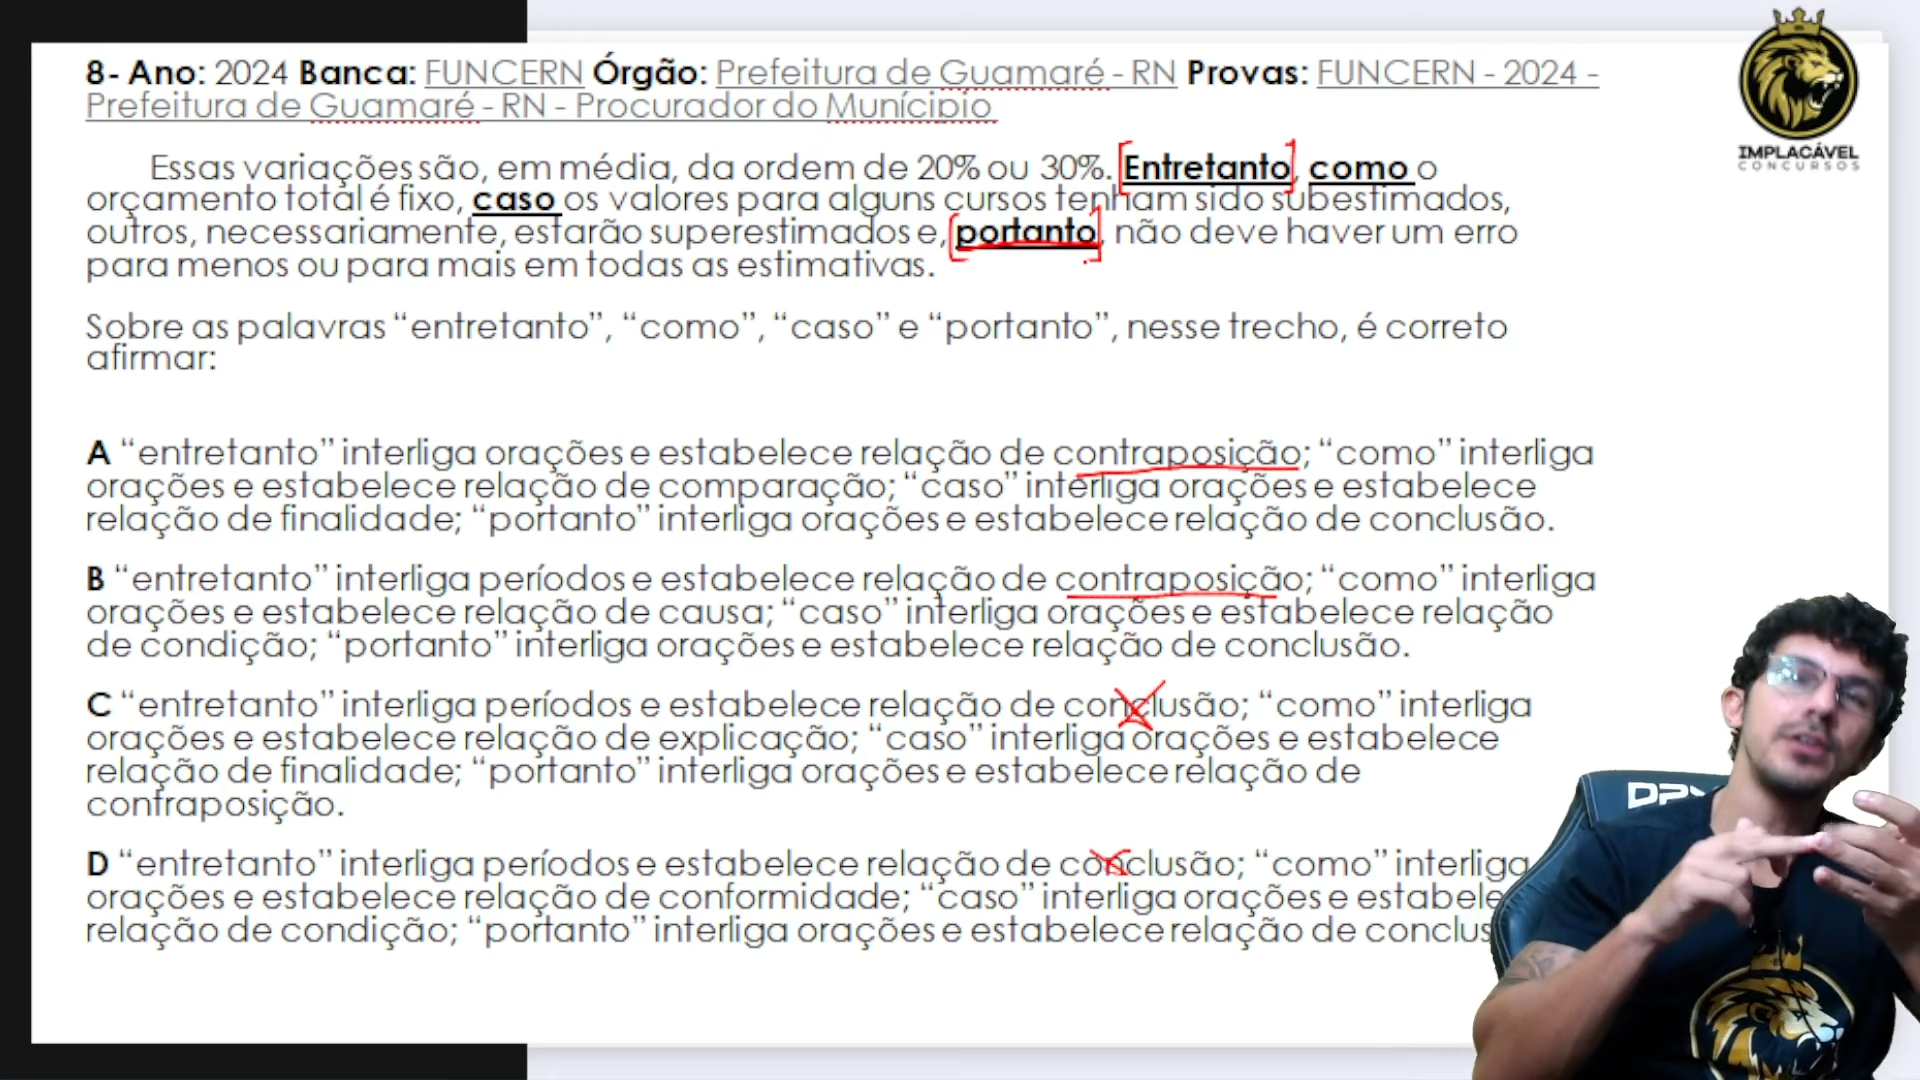 8- Ano: 2024 Banca: FUNCERN Órgão: Prefeitura de Guamaré - RN Provas: FUNCERN - 2024 -
Prefeitura de Guamaré - RN - Procurador do Munícipio
IMPLACÁVEL
CONCURSOS
Essas variações são, em média, da ordem de 20% ou 30%. Entretanto, como o
orçamento total é fixo, caso os valores para alguns cursos tenham sido subestimados,
outros, necessariamente, estarão superestimados e, portanto, não deve haver um erro
para menos ou para mais em todas as estimativas.
Sobre as palavras “entretanto”, “como”, “caso” e “portanto”, nesse trecho, é correto
afirmar:
A “entretanto” interliga orações e estabelece relação de contraposição; “como” interliga
orações e estabelece relação de comparação; “caso” interliga orações e estabelece
relação de finalidade; “portanto” interliga orações e estabelece relação de conclusão.
B “entretanto” interliga períodos e estabelece relação de contraposição; “como” interliga
orações e estabelece relação de causa; “caso” interliga orações e estabelece relação
de condição; “portanto” interliga orações e estabelece relação de conclusão.
C “entretanto” interliga períodos e estabelece relação de conclusão; “como” interliga
orações e estabelece relação de explicação; “caso” interliga orações e estabelece
relação de finalidade; “portanto” interliga orações e estabelece relação de
contraposição.
D “entretanto” interliga períodos e estabelece relação de conclusão; “como” interliga
orações e estabelece relação de conformidade; “caso” interliga orações e estabele
relação de condição; “portanto” interliga orações e estabelece relação de conclus